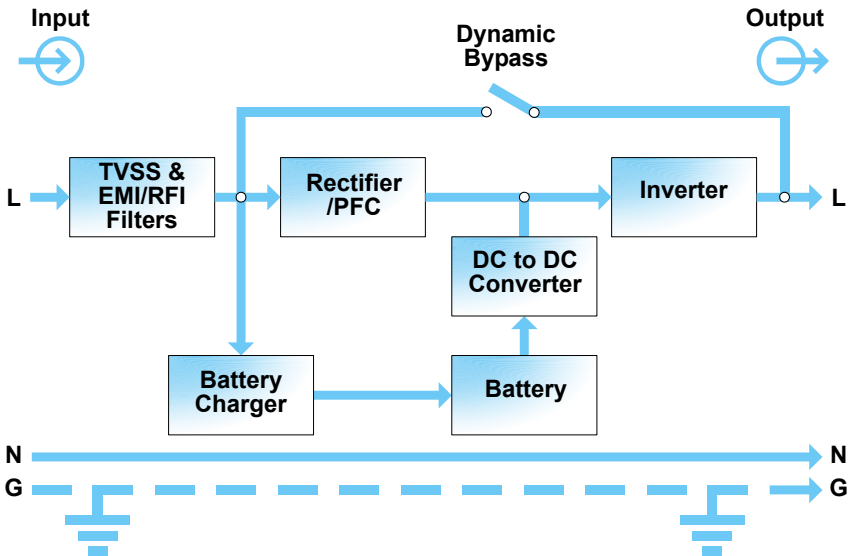 Input
Output
Dynamic
Bypass
L
TVSS &
EMI/RFI
Filters
Rectifier
/PFC
Inverter
L
DC to DC
Converter
Battery
Charger
Battery
N
N
G
G